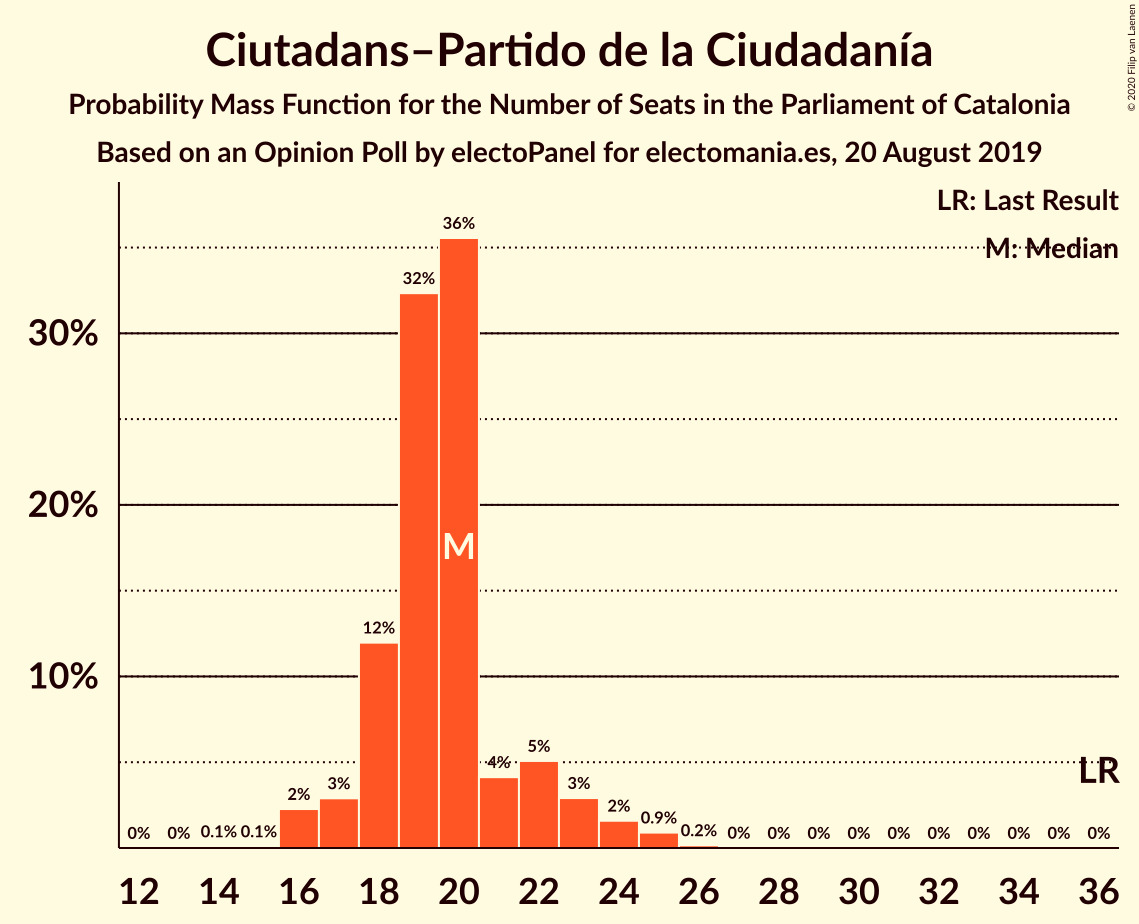 Ciutadans–Partido de la Ciudadanía
Probability Mass Function for the Number of Seats in the Parliament of Catalonia
Based on an Opinion Poll by electoPanel for electomania.es, 20 August 2019
© 2020 Filip van Laenen
LR: Last Result
M: Median
30%
20%
10%
0% 0% 0.1% 0.1% 2% 3% 12% 32% 36% 4% 5% 3% 2% 0.9% 0.2% 0% 0% 0% 0% 0% 0% 0% 0% 0% 0%
M
LR
12 14 16 18 20 22 24 26 28 30 32 34 36